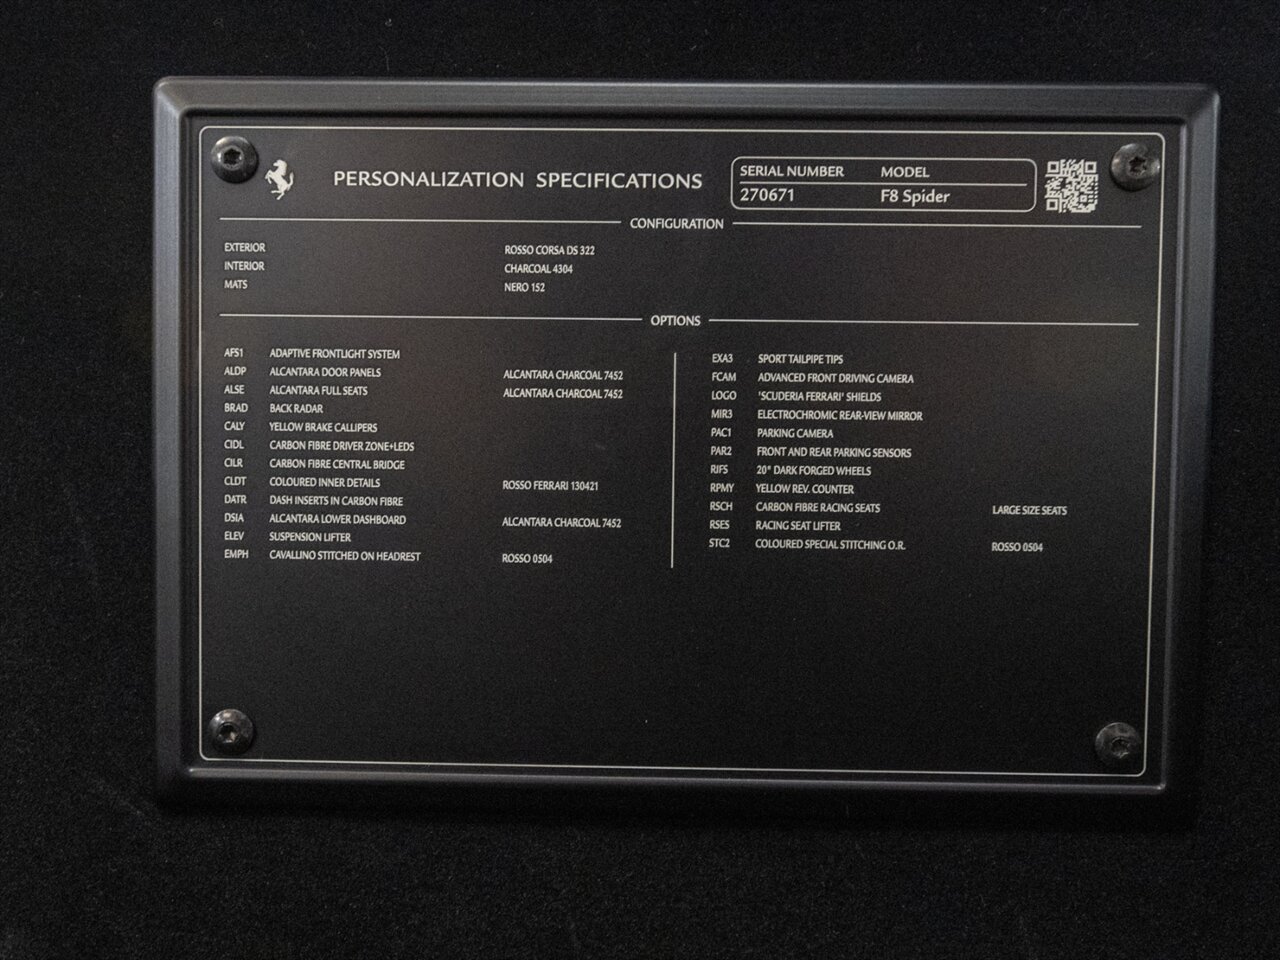 PERSONALIZATION SPECIFICATIONS
SERIAL NUMBER MODEL
270671 F8 Spider
CONFIGURATION
EXTERIOR ROSSO CORSA DS 322
INTERIOR CHARCOAL 4304
MATS NERO 152
OPTIONS
AFS1 ADAPTIVE FRONTLIGHT SYSTEM
ALDP ALCANTARA DOOR PANELS ALCANTARA CHARCOAL 7452
ALSE ALCANTARA FULL SEATS ALCANTARA CHARCOAL 7452
BRAD BACK RADAR
CALY YELLOW BRAKE CALLIPERS
CIDL CARBON FIBRE DRIVER ZONE+LEDS
CILR CARBON FIBRE CENTRAL BRIDGE
CLDT COLOURED INNER DETAILS ROSSO FERRARI 130421
DATR DASH INSERTS IN CARBON FIBRE
DSIA ALCANTARA LOWER DASHBOARD ALCANTARA CHARCOAL 7452
ELEV SUSPENSION LIFTER
EMPH CAVALLINO STITCHED ON HEADREST ROSSO 0504
EXA3 SPORT TAILPIPE TIPS
FCAM ADVANCED FRONT DRIVING CAMERA
LOGO 'SCUDERIA FERRARI' SHIELDS
MIR3 ELECTROCHROMIC REAR-VIEW MIRROR
PAC1 PARKING CAMERA
PAR2 FRONT AND REAR PARKING SENSORS
RIF5 20" DARK FORGED WHEELS
RPMY YELLOW REV. COUNTER
RSCH CARBON FIBRE RACING SEATS LARGE SIZE SEATS
RSES RACING SEAT LIFTER
STC2 COLOURED SPECIAL STITCHING O.R. ROSSO 0504